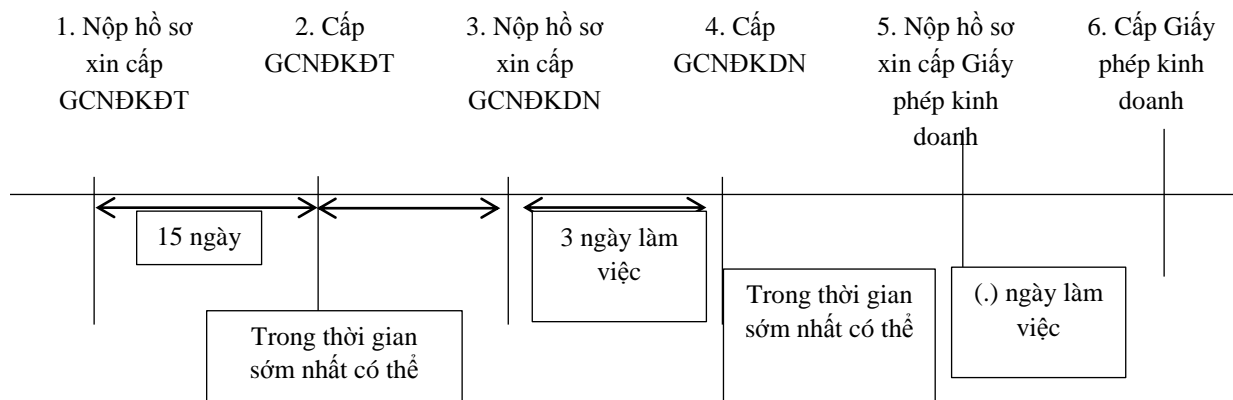 1. Nộp hồ sơ
xin cấp
GCNĐKĐT
2. Cấp
GCNĐKĐT
3. Nộp hồ sơ
xin cấp
GCNĐKDN
4. Cấp
GCNĐKDN
5. Nộp hồ sơ
xin cấp Giấy
phép kinh
doanh
6. Cấp Giấy
phép kinh
doanh
15 ngày
Trong thời gian
sớm nhất có thể
3 ngày làm
việc
Trong thời gian
sớm nhất có thể
(.) ngày làm
việc